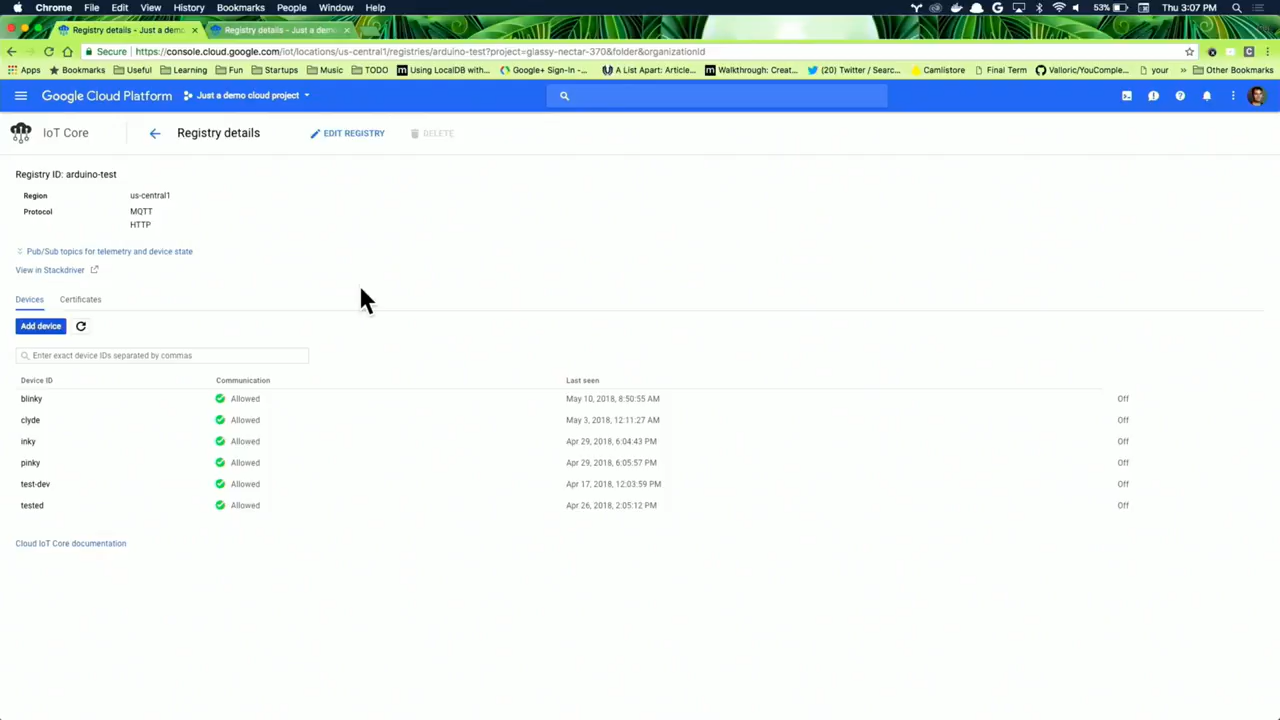 Chrome File Edit View History Bookmarks People Window Help 53% Thu 3:07 PM
Registry details - Just a demo × Registry details - Just a dem ×
Secure https://console.cloud.google.com/iot/locations/us-central1/registries/arduino-test?project=glassy-nectar-370&folder&organizationId
Apps Bookmarks Useful Learning Fun Startups Music TODO Using LocalDB with... Google+ Sign-In -... A List Apart: Article... Walkthrough: Creat... (20) Twitter / Searc... Camlistore Final Term Valloric/YouComple... your » Other Bookmarks
Google Cloud Platform Just a demo cloud project
IoT Core Registry details EDIT REGISTRY DELETE
Registry ID: arduino-test
Region us-central1
Protocol MQTT
HTTP
Pub/Sub topics for telemetry and device state
View in Stackdriver
Devices Certificates
Add device
Enter exact device IDs separated by commas
Device ID Communication Last seen
blinky Allowed May 10, 2018, 8:50:55 AM Off
clyde Allowed May 3, 2018, 12:11:27 AM Off
inky Allowed Apr 29, 2018, 6:04:43 PM Off
pinky Allowed Apr 29, 2018, 6:05:57 PM Off
test-dev Allowed Apr 17, 2018, 12:03:59 PM Off
tested Allowed Apr 26, 2018, 2:05:12 PM Off
Cloud IoT Core documentation